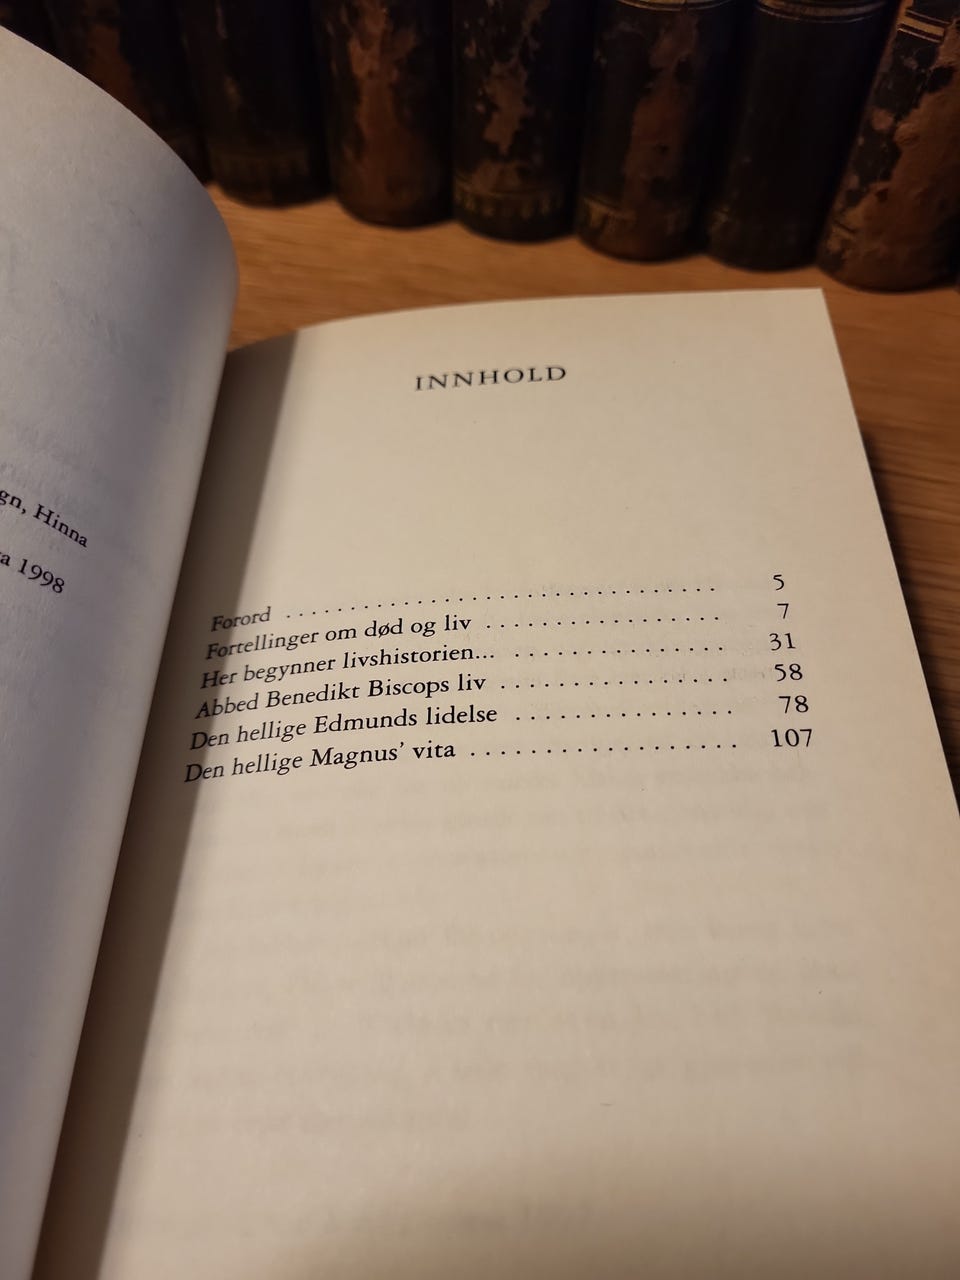 gn, Hinna
a 1998
INNHOLD
Forord . . . . . . . . . . . . . . . . . . . . . . . . . . . . 5
Fortellinger om død og liv . . . . . . . . . . . . . . . 7
Her begynner livshistorien... . . . . . . . . . . . . . . 31
Abbed Benedikt Biscops liv . . . . . . . . . . . . . . . 58
Den hellige Edmunds lidelse . . . . . . . . . . . . . . 78
Den hellige Magnus’ vita . . . . . . . . . . . . . . . . . 107